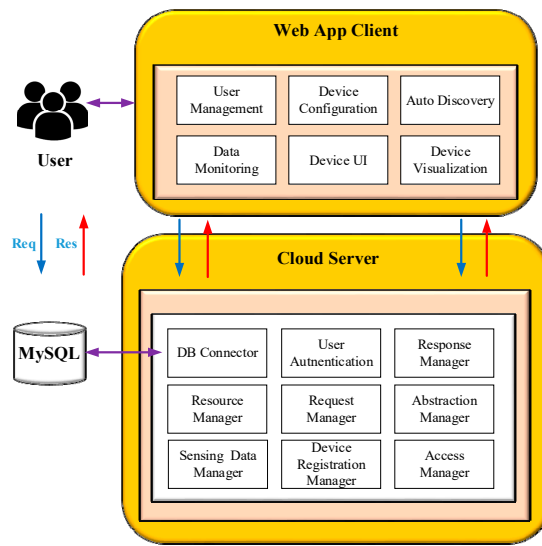 Web App Client
User
Management
Device
Configuration
Auto Discovery
Data
Monitoring
Device UI
Device
Visualization
User
Req
Res
Cloud Server
MySQL
DB Connector
User
Autnentication
Response
Manager
Resource
Manager
Request
Manager
Abstraction
Manager
Sensing Data
Manager
Device
Registration
Manager
Access
Manager